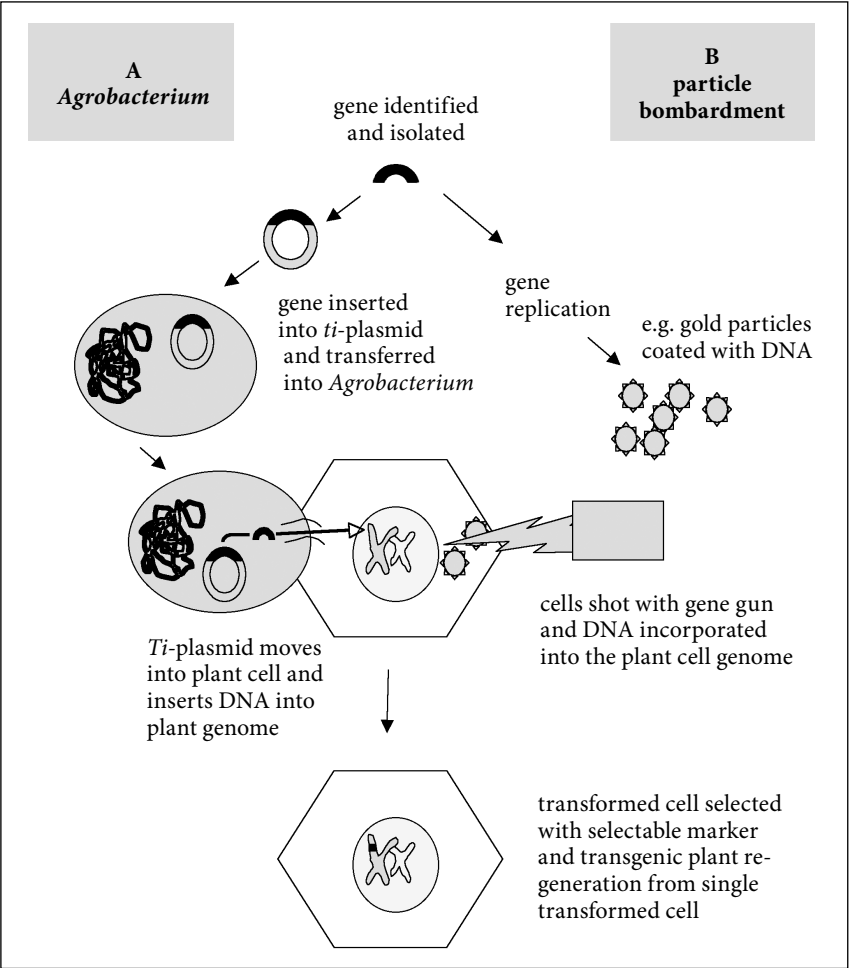 A
Agrobacterium
B
particle
bombardment
gene identified
and isolated
gene inserted
into ti-plasmid
and transferred
into Agrobacterium
gene
replication
e.g. gold particles
coated with DNA
Ti-plasmid moves
into plant cell and
inserts DNA into
plant genome
cells shot with gene gun
and DNA incorporated
into the plant cell genome
transformed cell selected
with selectable marker
and transgenic plant re-
generation from single
transformed cell